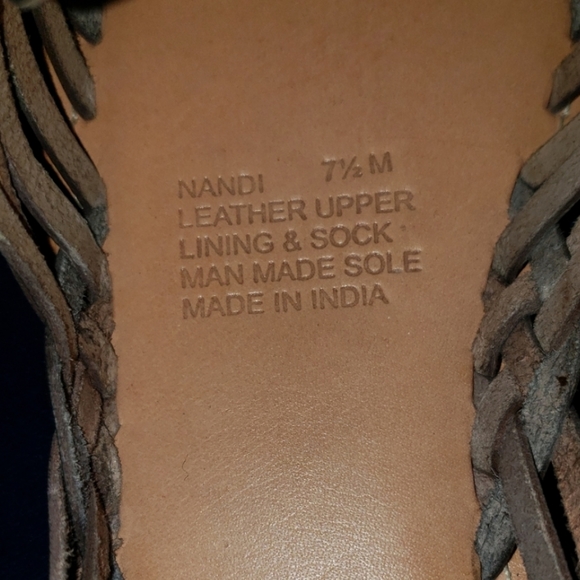 NANDI 7½ M
LEATHER UPPER
LINING & SOCK
MAN MADE SOLE
MADE IN INDIA